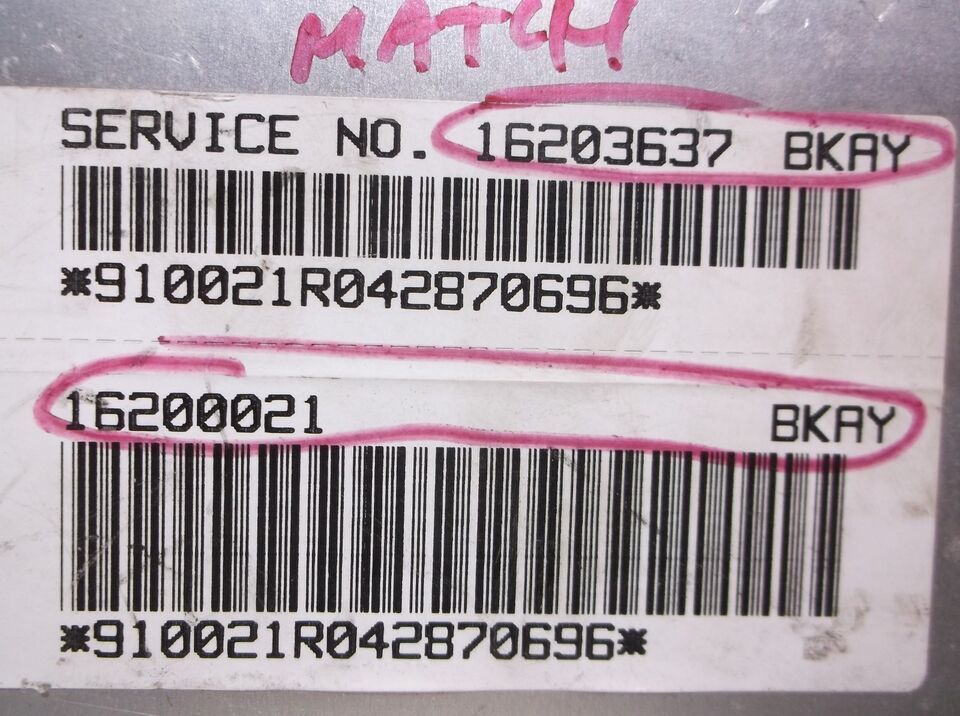 MATCH
SERVICE NO. 16203637 BKAY
*910021R042870696*
16200021 BKAY
*910021R042870696*